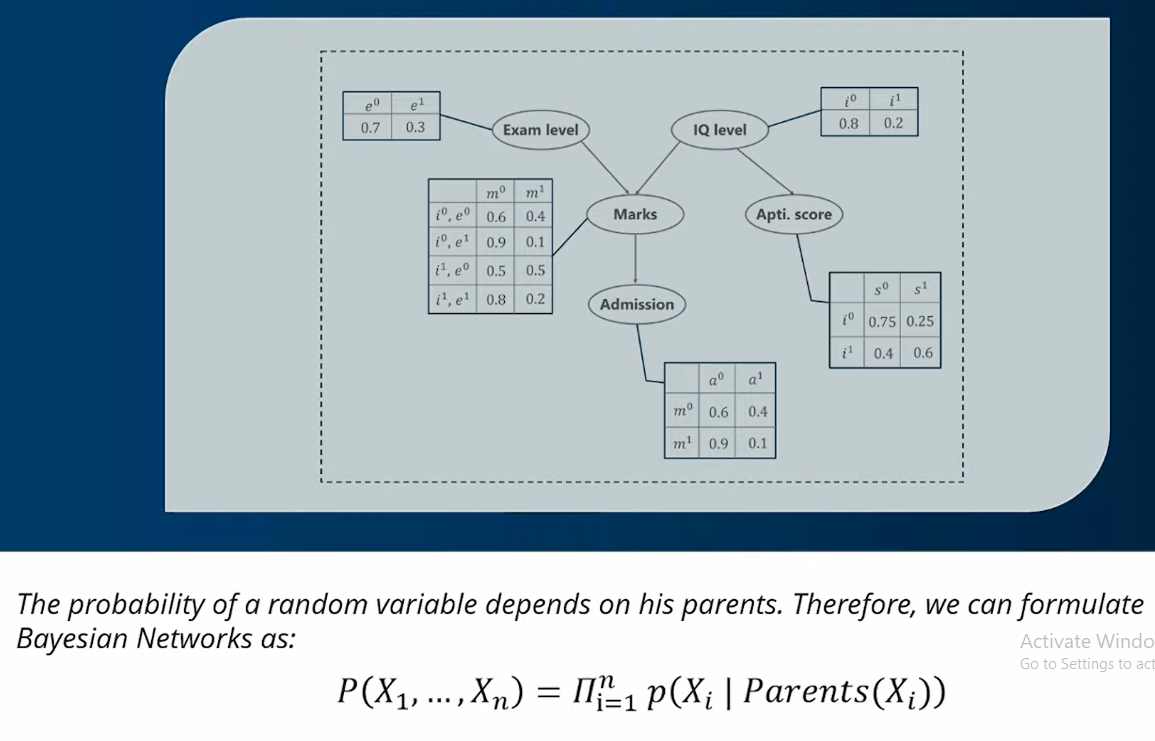 e⁰ e¹
0.7 0.3
Exam level
IQ level
i⁰ i¹
0.8 0.2
m⁰ m¹
i⁰, e⁰ 0.6 0.4
i⁰, e¹ 0.9 0.1
i¹, e⁰ 0.5 0.5
i¹, e¹ 0.8 0.2
Marks
Apti. score
Admission
s⁰ s¹
i⁰ 0.75 0.25
i¹ 0.4 0.6
a⁰ a¹
m⁰ 0.6 0.4
m¹ 0.9 0.1
The probability of a random variable depends on his parents. Therefore, we can formulate
Bayesian Networks as:
Activate Windo
Go to Settings to act
P(X₁, ..., Xₙ) = Πⁿᵢ₌₁ p(Xᵢ | Parents(Xᵢ))